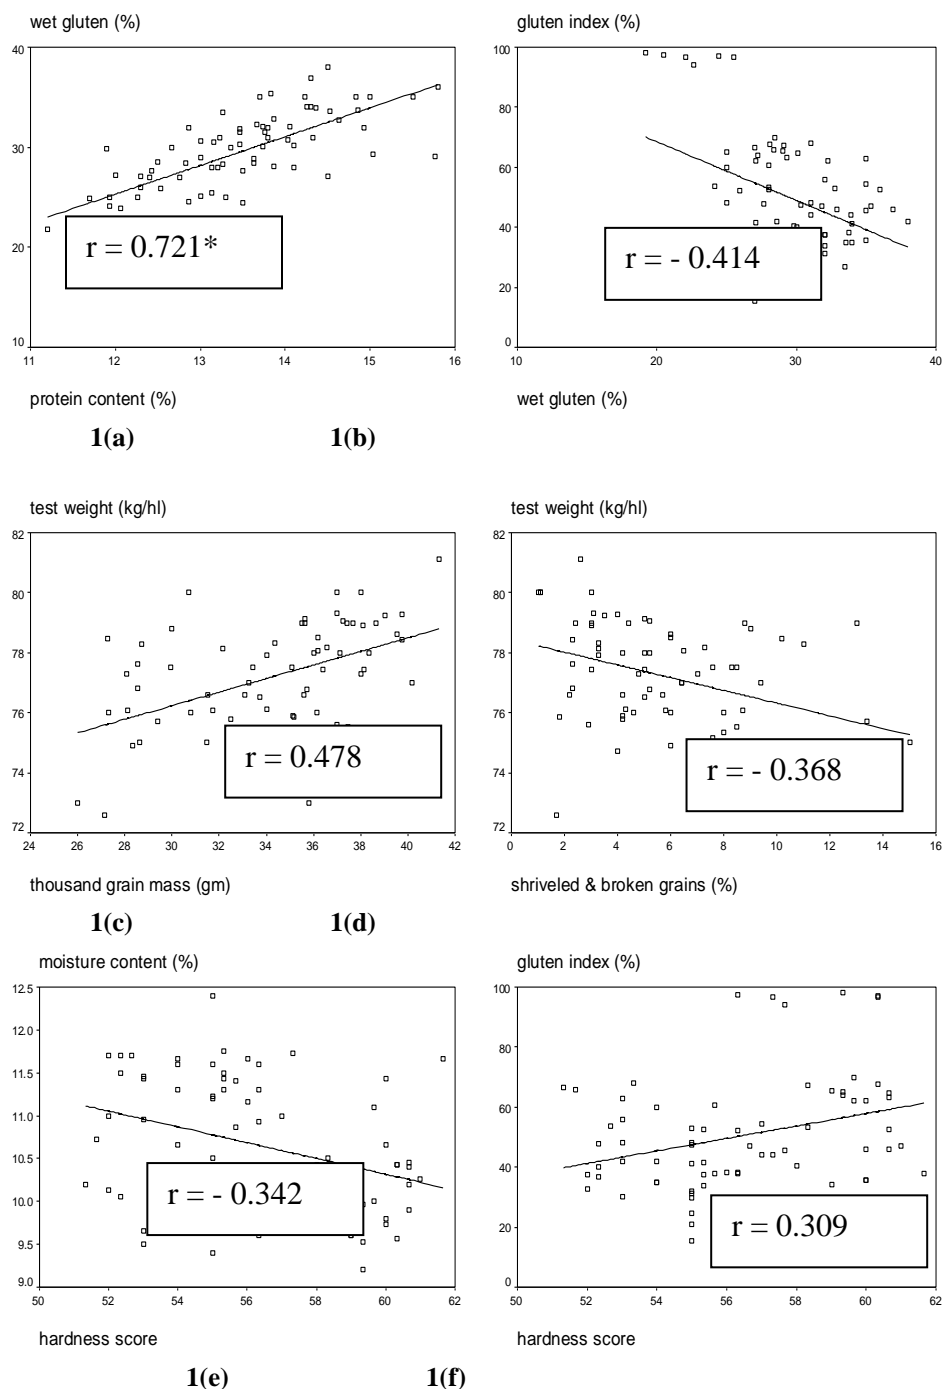 wet gluten (%)
40
30
20
10
r = 0.721*
11 12 13 14 15 16
protein content (%)
gluten index (%)
100
80
60
40
20
0
r = - 0.414
10 20 30 40
wet gluten (%)
1(a) 1(b)
test weight (kg/hl)
82
80
78
76
74
72
r = 0.478
24 26 28 30 32 34 36 38 40 42
thousand grain mass (gm)
test weight (kg/hl)
82
80
78
76
74
72
r = - 0.368
0 2 4 6 8 10 12 14 16
shriveled & broken grains (%)
1(c) 1(d)
moisture content (%)
12.5
12.0
11.5
11.0
10.5
10.0
9.5
9.0
r = - 0.342
50 52 54 56 58 60 62
hardness score
gluten index (%)
100
80
60
40
20
0
r = 0.309
50 52 54 56 58 60 62
hardness score
1(e) 1(f)